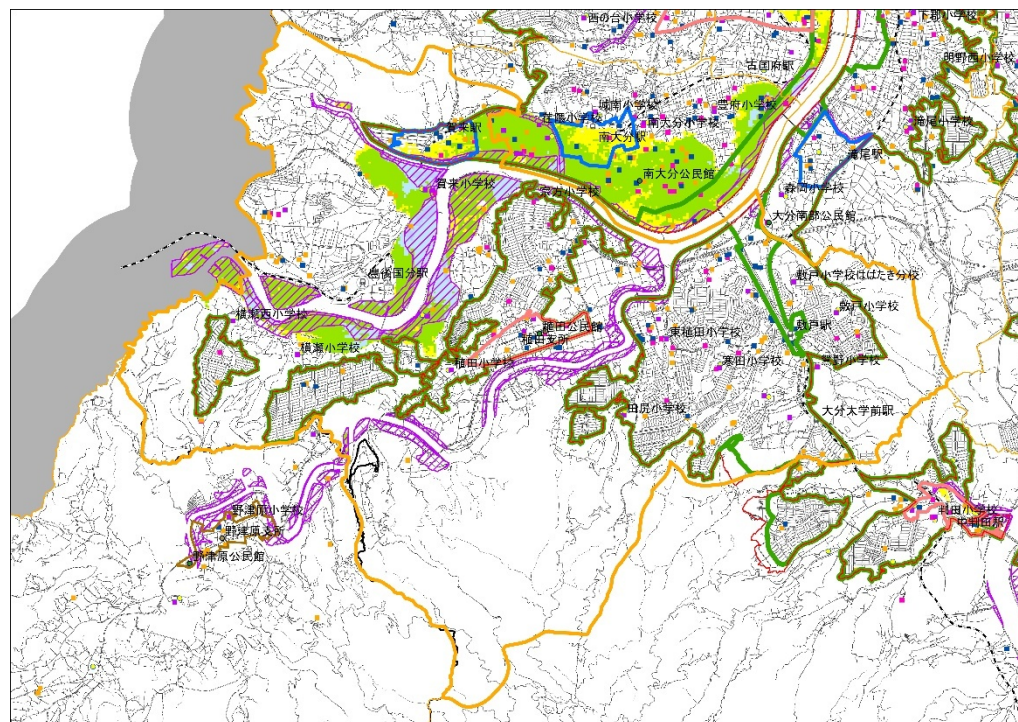 西の台小学校
下郡小学校
古国府駅
明野西小学校
城南小学校
豊府小学校
荏隈小学校
南大分小学校
滝尾小学校
賀来駅
南大分駅
滝尾駅
賀来小学校
南大分公民館
宗方小学校
森岡小学校
大分南部公民館
豊後国分駅
敷戸小学校はばたき分校
横瀬西小学校
敷戸小学校
稙田公民館
敷戸駅
東稙田小学校
稙田支所
横瀬小学校
稙田小学校
寒田小学校
鴛野小学校
田尻小学校
大分大学前駅
野津原小学校
判田小学校
中判田駅
野津原支所
野津原公民館